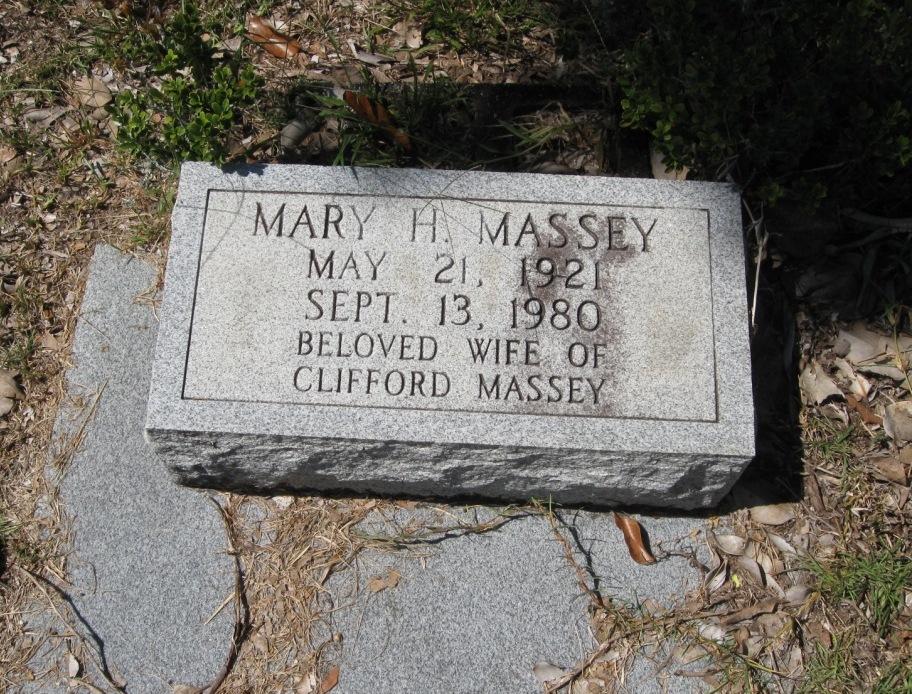 MARY H. MASSEY
MAY 21, 1921
SEPT. 13, 1980
BELOVED WIFE OF
CLIFFORD MASSEY